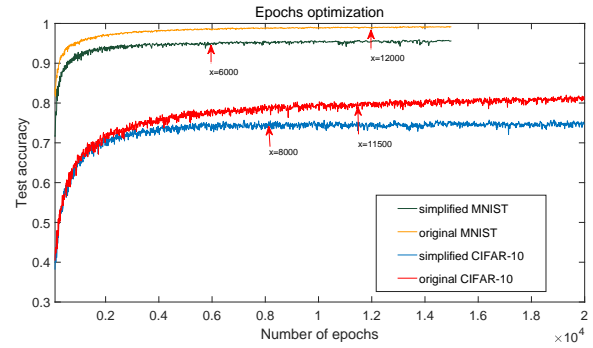 Epochs optimization
Test accuracy
1
0.9
0.8
0.7
0.6
0.5
0.4
0.3
x=6000
x=12000
x=8000
x=11500
simplified MNIST
original MNIST
simplified CIFAR-10
original CIFAR-10
0.2 0.4 0.6 0.8 1 1.2 1.4 1.6 1.8 2
×10⁴
Number of epochs